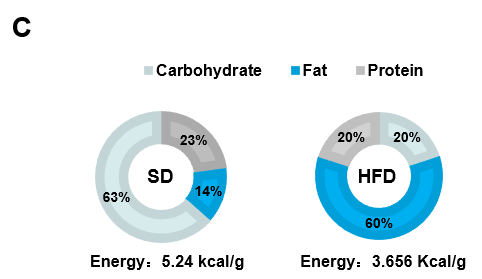 C
Carbohydrate Fat Protein
23%
14%
63%
SD
20% 20%
60%
HFD
Energy：5.24 kcal/g
Energy：3.656 Kcal/g